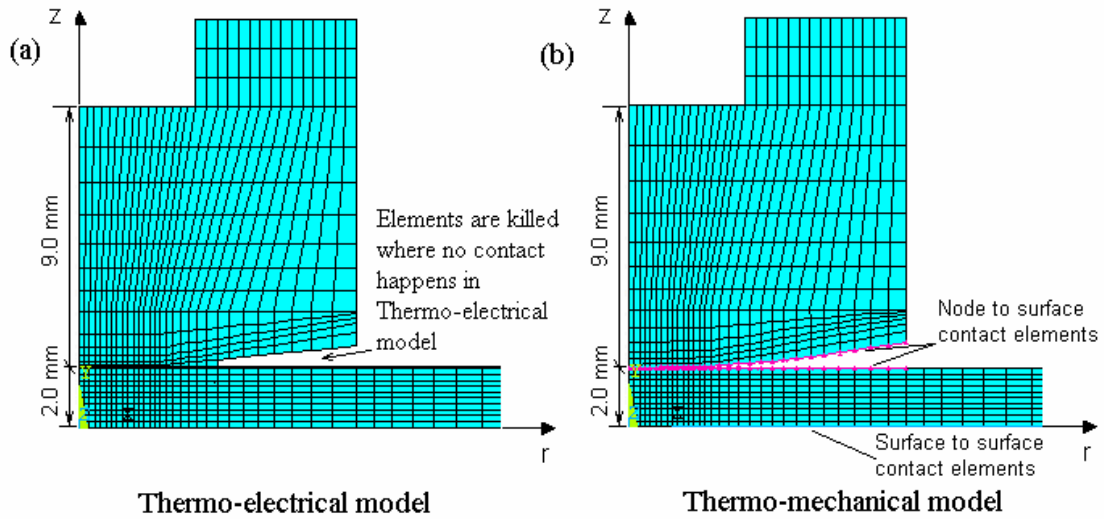 (a)
z
9.0 mm
2.0 mm
Elements are killed
where no contact
happens in
Thermo-electrical
model
r
Thermo-electrical model
(b)
z
9.0 mm
2.0 mm
Node to surface
contact elements
Surface to surface
contact elements
r
Thermo-mechanical model